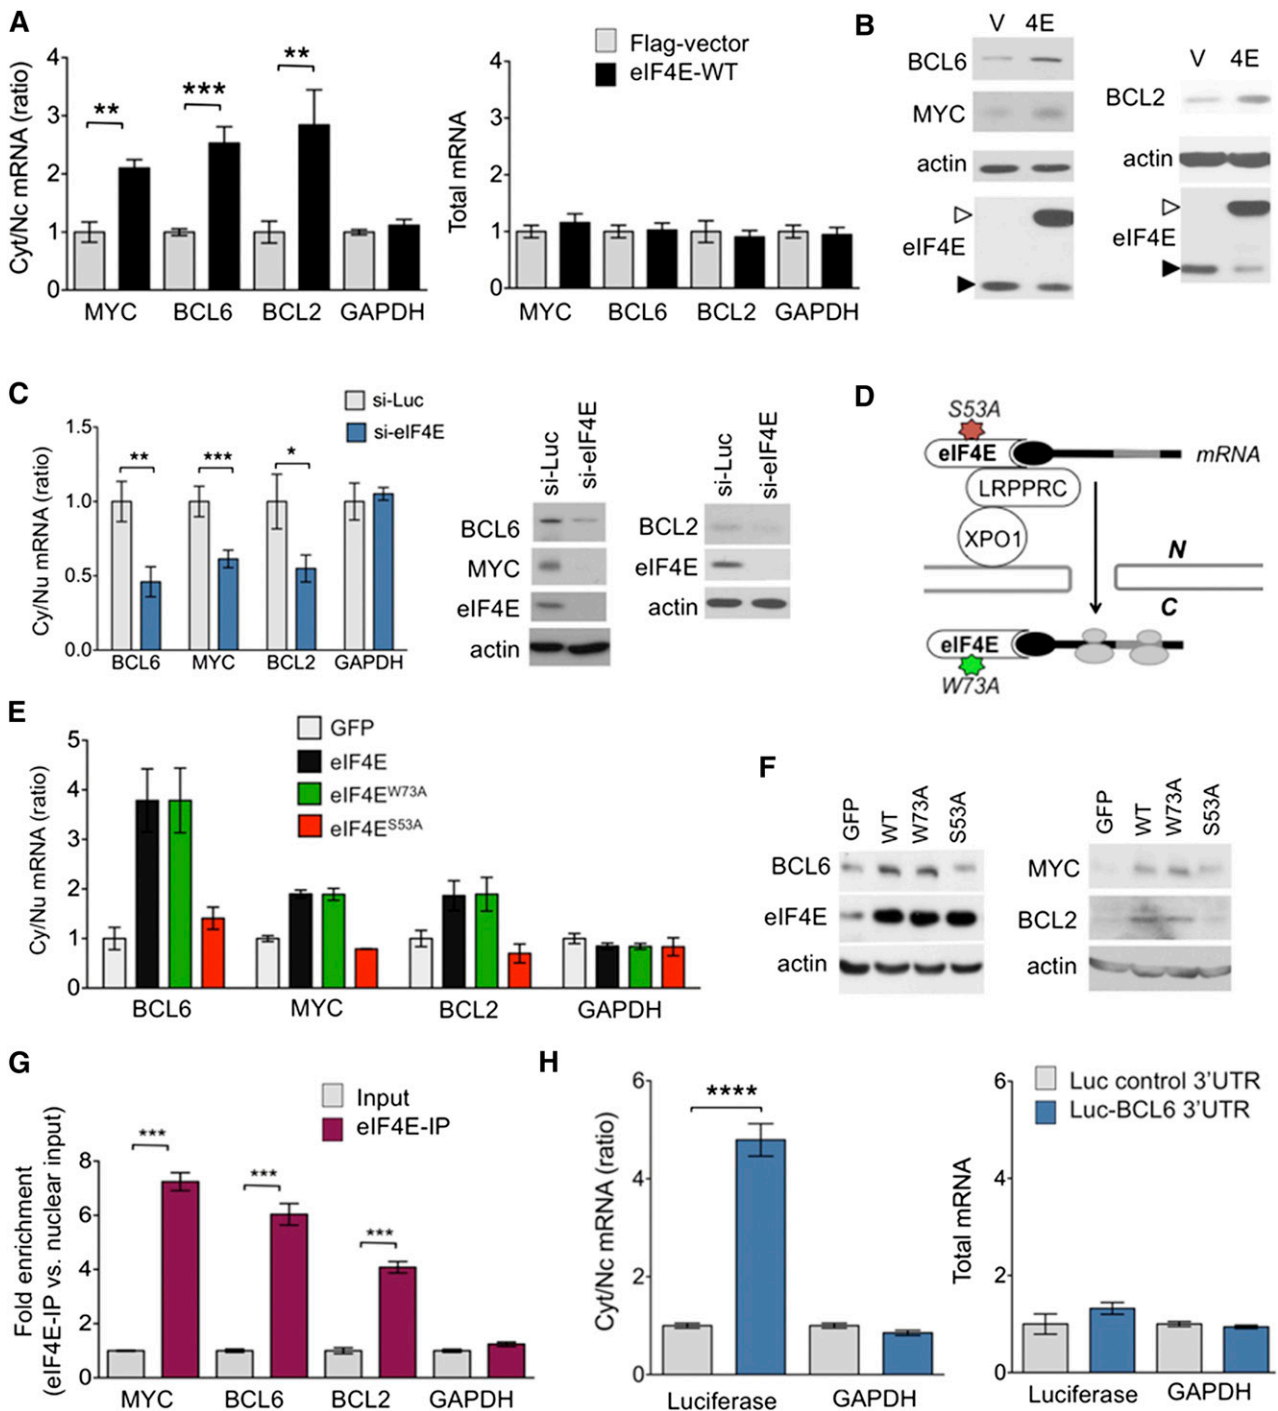 A
Cyt/Nc mRNA (ratio)
4
3
2
1
0
**
***
**
MYC BCL6 BCL2 GAPDH
Total mRNA
4
3
2
1
0
MYC BCL6 BCL2 GAPDH
Flag-vector
eIF4E-WT
B
V 4E
BCL6
MYC
actin
eIF4E
V 4E
BCL2
actin
eIF4E
C
Cy/Nu mRNA (ratio)
1.5
1.0
0.5
0.0
**
***
*
BCL6 MYC BCL2 GAPDH
si-Luc
si-eIF4E
si-Luc si-eIF4E
BCL6
MYC
eIF4E
actin
si-Luc si-eIF4E
BCL2
eIF4E
actin
D
S53A
eIF4E
mRNA
LRPPRC
XPO1
N
C
eIF4E
W73A
E
Cy/Nu mRNA (ratio)
5
4
3
2
1
0
GFP
eIF4E
eIF4E^W73A
eIF4E^S53A
BCL6 MYC BCL2 GAPDH
F
GFP WT W73A S53A
BCL6
eIF4E
actin
GFP WT W73A S53A
MYC
BCL2
actin
G
Fold enrichment
(eIF4E-IP vs. nuclear input)
8
6
4
2
0
***
***
***
Input
eIF4E-IP
MYC BCL6 BCL2 GAPDH
H
Cyt/Nc mRNA (ratio)
6
4
2
0
****
Luciferase GAPDH
Total mRNA
6
4
2
0
Luc control 3'UTR
Luc-BCL6 3'UTR
Luciferase GAPDH